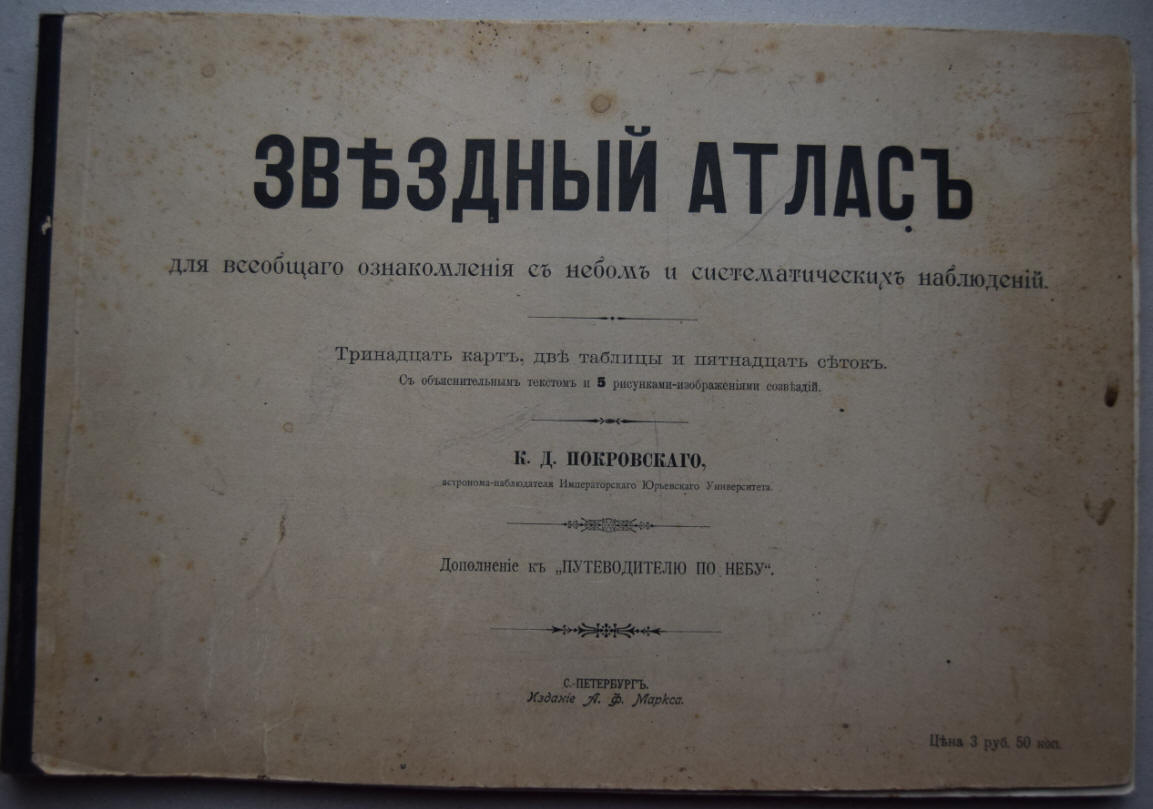 ЗВѢЗДНЫЙ АТЛАСЪ
для всеобщаго ознакомленія съ небомъ и систематическихъ наблюденій.
Тринадцать картъ, двѣ таблицы и пятнадцать сѣтокъ.
Съ объяснительнымъ текстомъ и 5 рисунками-изображеніями созвѣздій.
К. Д. ПОКРОВСКАГО,
астронома-наблюдателя Императорскаго Юрьевскаго Университета.
Дополненіе къ „ПУТЕВОДИТЕЛЮ ПО НЕБУ“.
С.-ПЕТЕРБУРГЪ.
Изданіе А. Ф. Маркса.
Цѣна 3 руб. 50 коп.